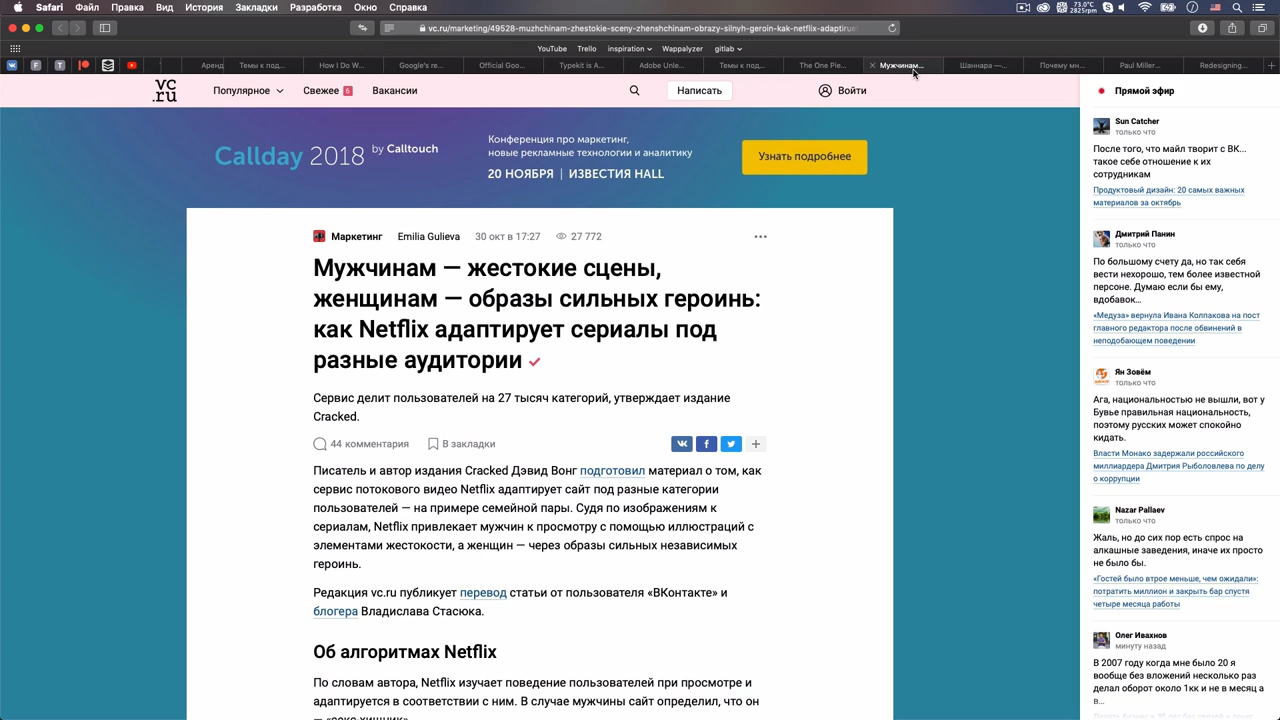 Safari Файл Правка Вид История Закладки Разработка Окно Справка
73.0°C
2825rpm
vc.ru/marketing/49528-muzhchinam-zhestokie-sceny-zhenshchinam-obrazy-silnyh-geroin-kak-netflix-adaptiruet
YouTube Trello inspiration Wappalyzer gitlab
Аренд Темы к под... How I Do W... Google's re... Official Goo... Typekit is A... Adobe Unle... Темы к под... The One Pie... Мужчинам... Шаннара —... Почему мн... Paul Miller... Redesigning...
vc
.ru
Популярное Свежее 6 Вакансии Написать Войти
Callday 2018 by Calltouch
Конференция про маркетинг,
новые рекламные технологии и аналитику
20 НОЯБРЯ | ИЗВЕСТИЯ HALL
Узнать подробнее
Маркетинг Emilia Gulieva 30 окт в 17:27 27 772
Мужчинам — жестокие сцены,
женщинам — образы сильных героинь:
как Netflix адаптирует сериалы под
разные аудитории
Сервис делит пользователей на 27 тысяч категорий, утверждает издание
Cracked.
44 комментария В закладки
Писатель и автор издания Cracked Дэвид Вонг подготовил материал о том, как
сервис потокового видео Netflix адаптирует сайт под разные категории
пользователей — на примере семейной пары. Судя по изображениям к
сериалам, Netflix привлекает мужчин к просмотру с помощью иллюстраций с
элементами жестокости, а женщин — через образы сильных независимых
героинь.
Редакция vc.ru публикует перевод статьи от пользователя «ВКонтакте» и
блогера Владислава Стасюка.
Об алгоритмах Netflix
По словам автора, Netflix изучает поведение пользователей при просмотре и
адаптируется в соответствии с ним. В случае мужчины сайт определил, что он
— «секс-хищник»
Прямой эфир
Sun Catcher
только что
После того, что майл творит с ВК...
такое себе отношение к их
сотрудникам
Продуктовый дизайн: 20 самых важных
материалов за октябрь
Дмитрий Панин
только что
По большому счету да, но так себя
вести нехорошо, тем более известной
персоне. Думаю если бы ему,
вдобавок...
«Медуза» вернула Ивана Колпакова на пост
главного редактора после обвинений в
неподобающем поведении
Ян Зовём
только что
Ага, национальностью не вышли, вот у
Бувье правильная национальность,
поэтому русских может спокойно
кидать.
Власти Монако задержали российского
миллиардера Дмитрия Рыболовлева по делу
о коррупции
Nazar Pallaev
только что
Жаль, но до сих пор есть спрос на
алкашные заведения, иначе их просто
не было бы.
«Гостей было втрое меньше, чем ожидали»:
потратить миллион и закрыть бар спустя
четыре месяца работы
Олег Ивахнов
минуту назад
В 2007 году когда мне было 20 я
вообще без вложений несколько раз
делал оборот около 1кк и не в месяц а
в...